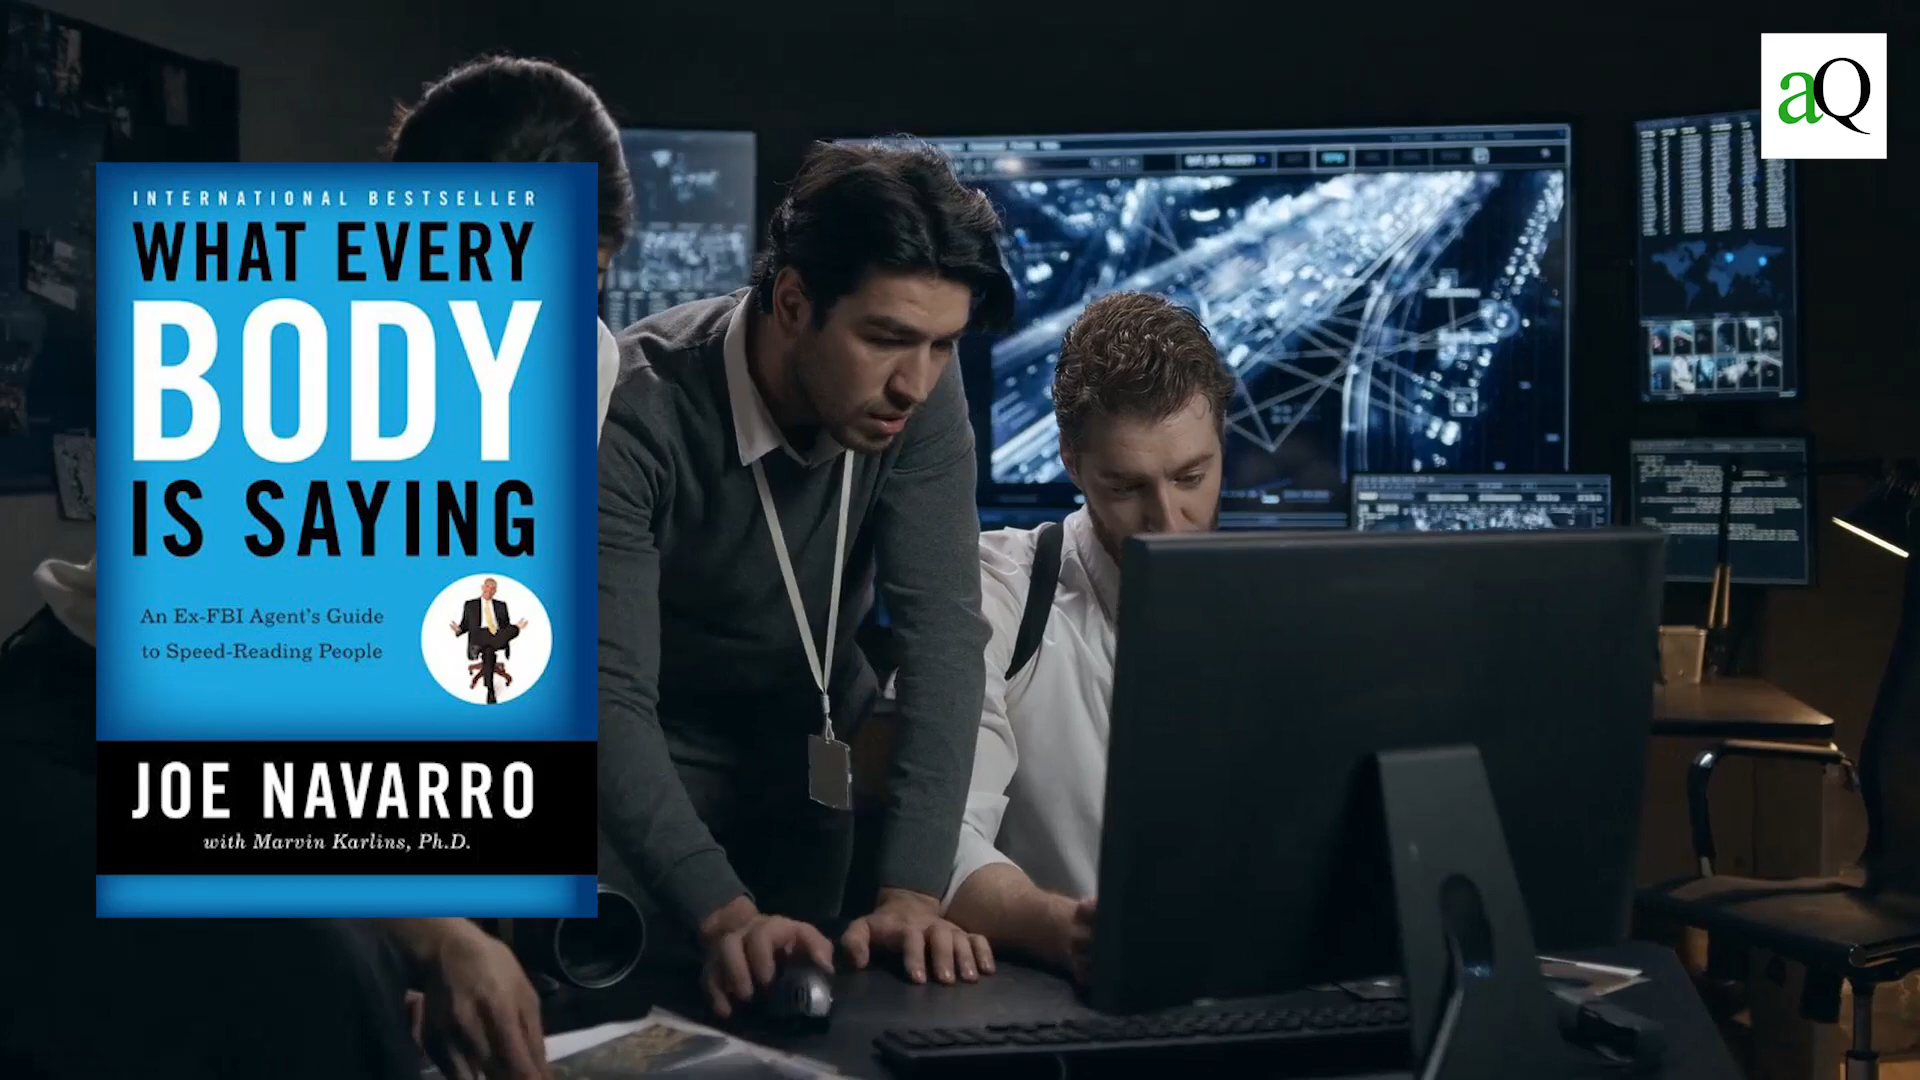 INTERNATIONAL BESTSELLER
WHAT EVERY
BODY
IS SAYING
An Ex-FBI Agent's Guide
to Speed-Reading People
JOE NAVARRO
with Marvin Karlins, Ph.D.
aQ